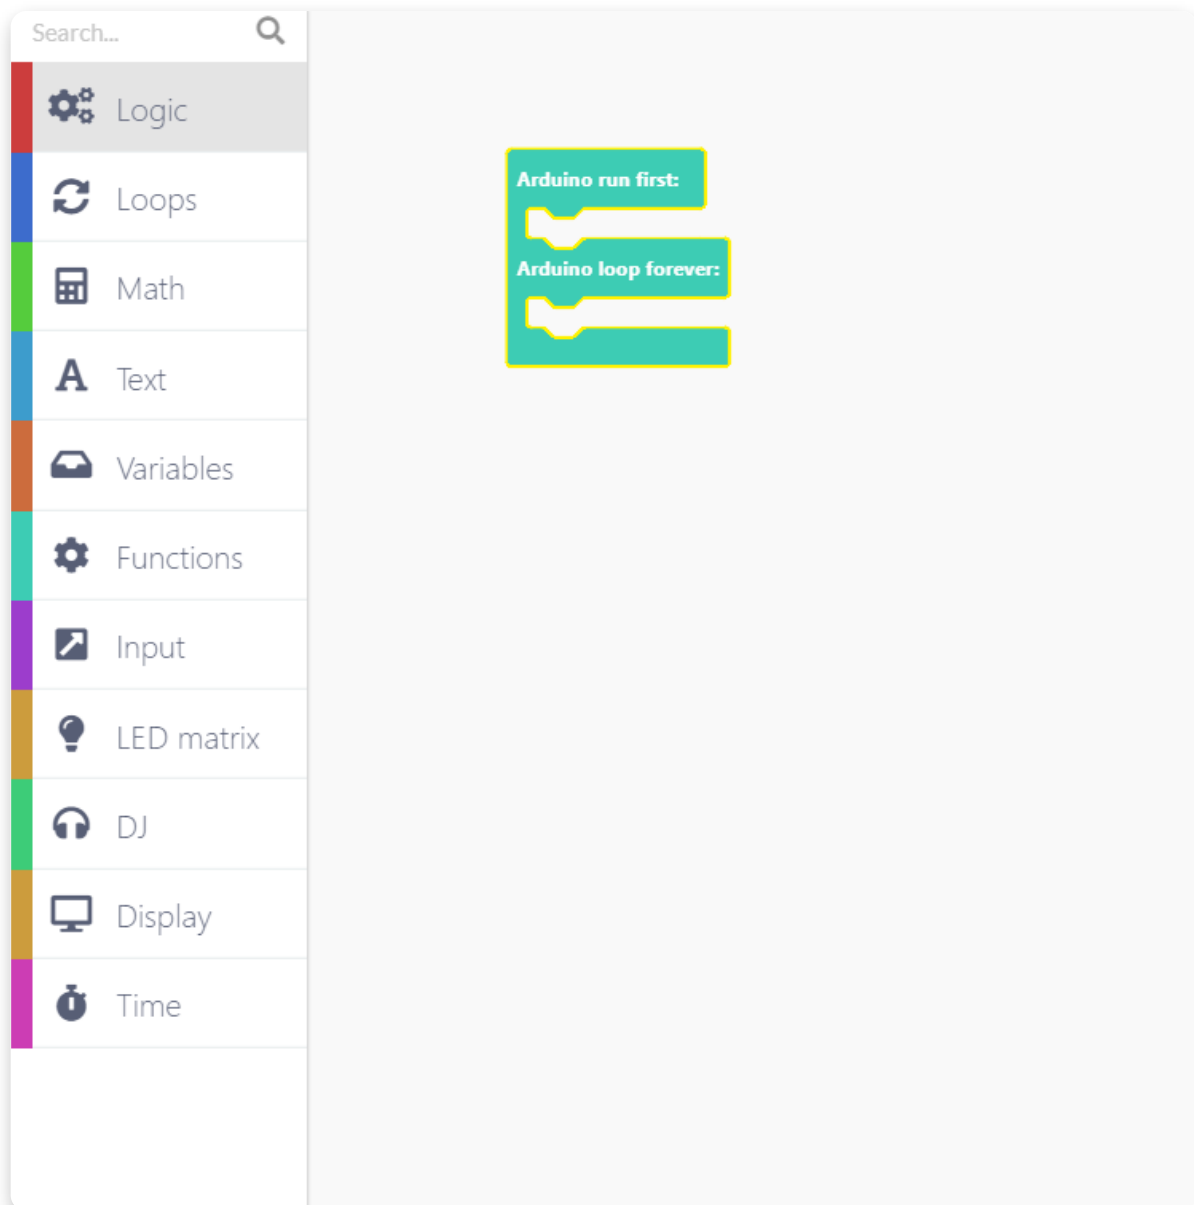 Search...
Logic
Loops
Math
Text
Variables
Functions
Input
LED matrix
DJ
Display
Time
Arduino run first:
Arduino loop forever: